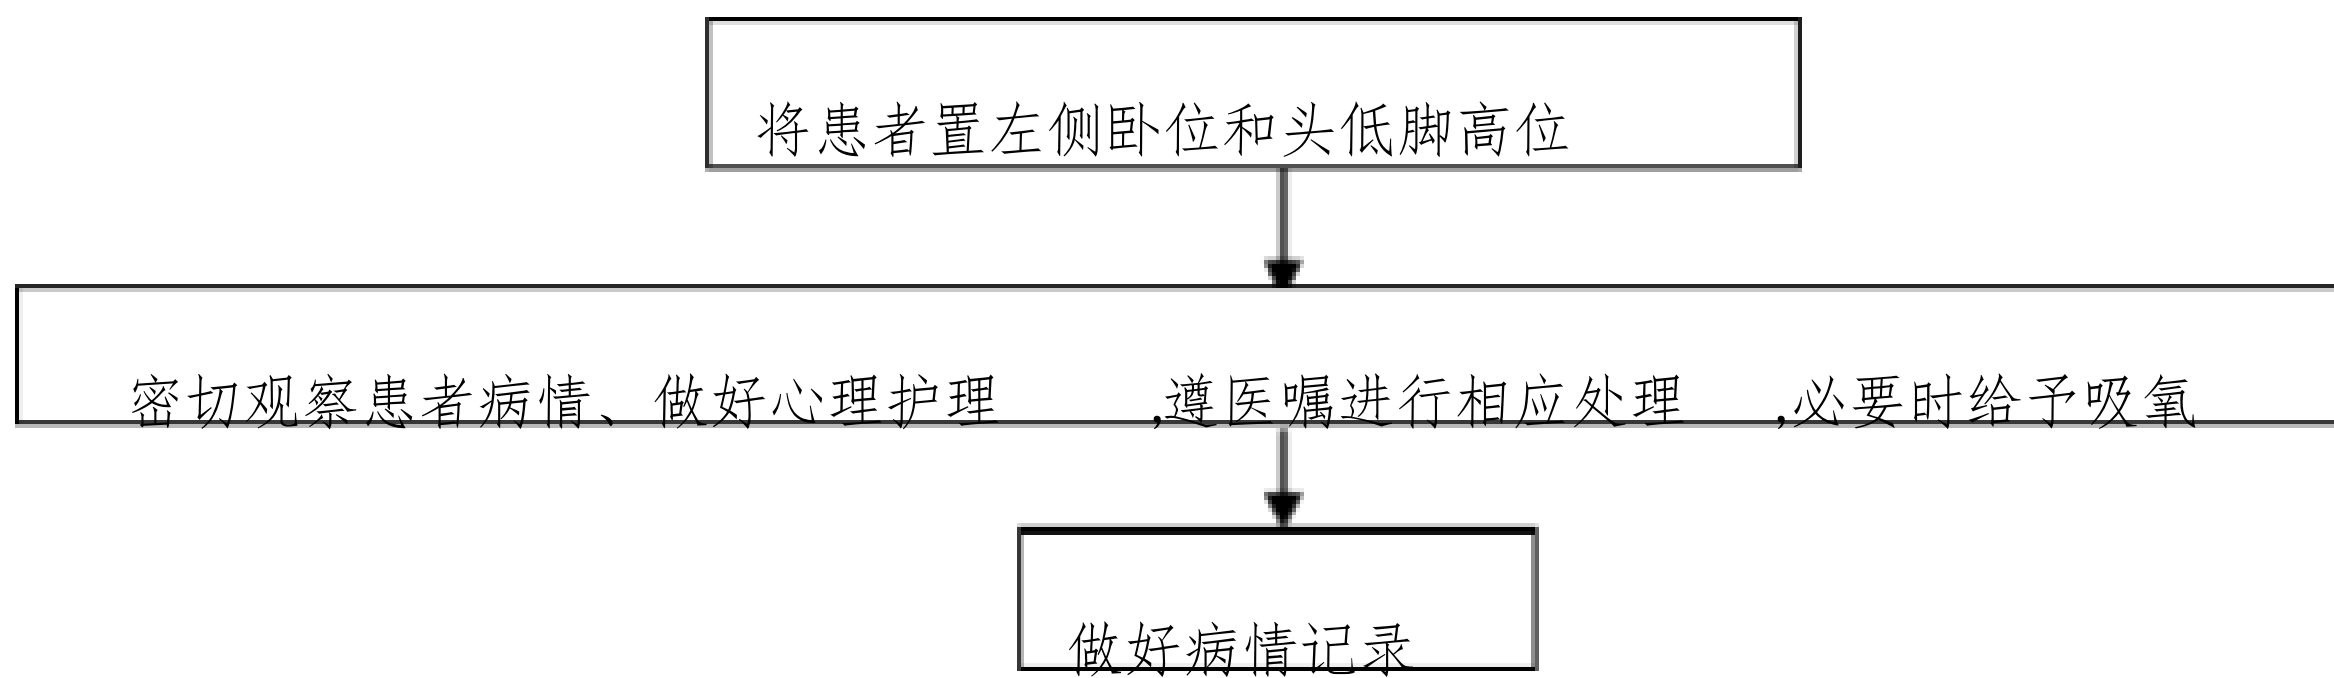 将患者置左侧卧位和头低脚高位
密切观察患者病情、做好心理护理 ,遵医嘱进行相应处理 ,必要时给予吸氧
做好病情记录